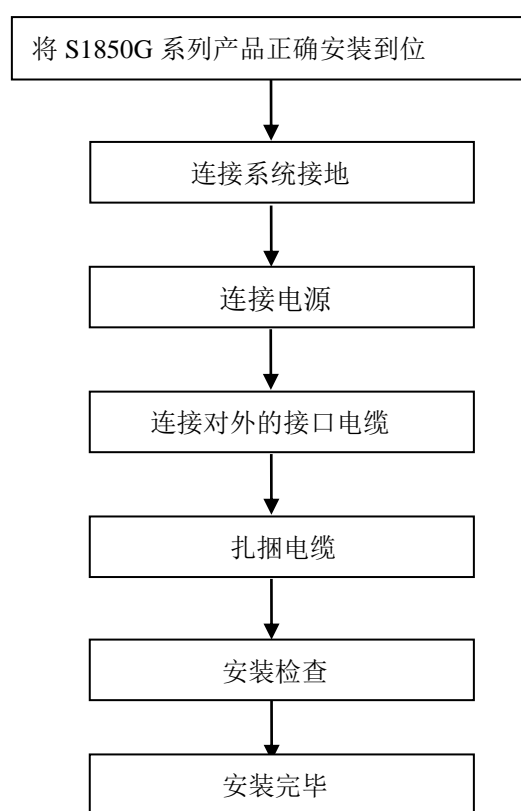 将 S1850G 系列产品正确安装到位
连接系统接地
连接电源
连接对外的接口电缆
扎捆电缆
安装检查
安装完毕